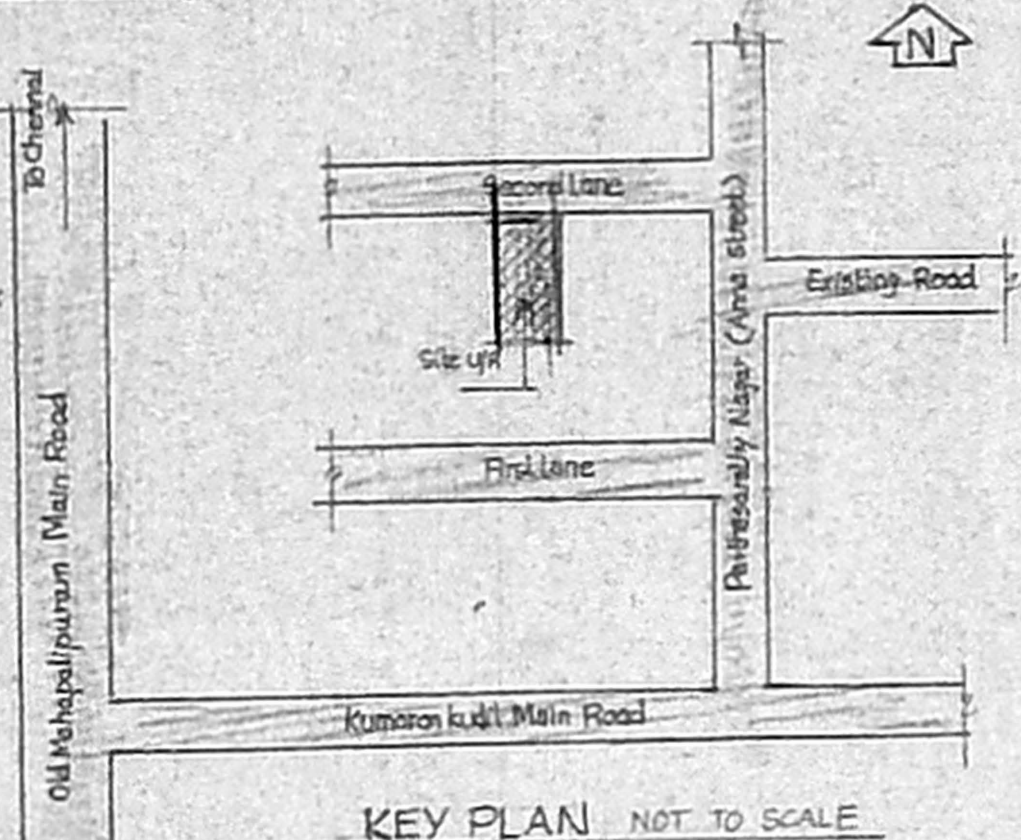 N
To Chennai
Second Lane
Existing Road
Site U/R
First Lane
Parthasarathy Nagar (Anna Street)
Old Mahapalipuram Main Road
Kumaran kudil Main Road
KEY PLAN NOT TO SCALE